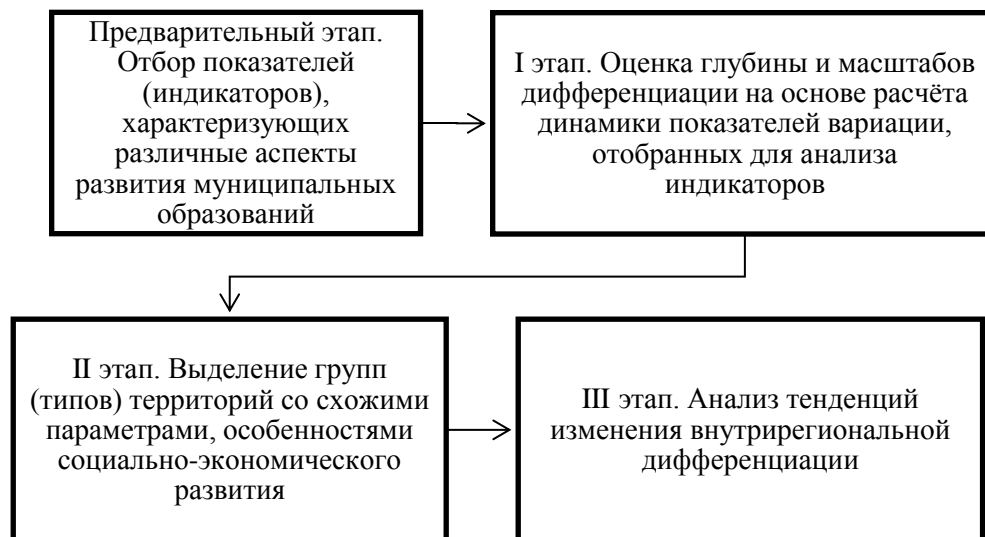 Предварительный этап.
Отбор показателей
(индикаторов),
характеризующих
различные аспекты
развития муниципальных
образований
I этап. Оценка глубины и масштабов
дифференциации на основе расчёта
динамики показателей вариации,
отобранных для анализа
индикаторов
II этап. Выделение групп
(типов) территорий со схожими
параметрами, особенностями
социально-экономического
развития
III этап. Анализ тенденций
изменения внутрирегиональной
дифференциации